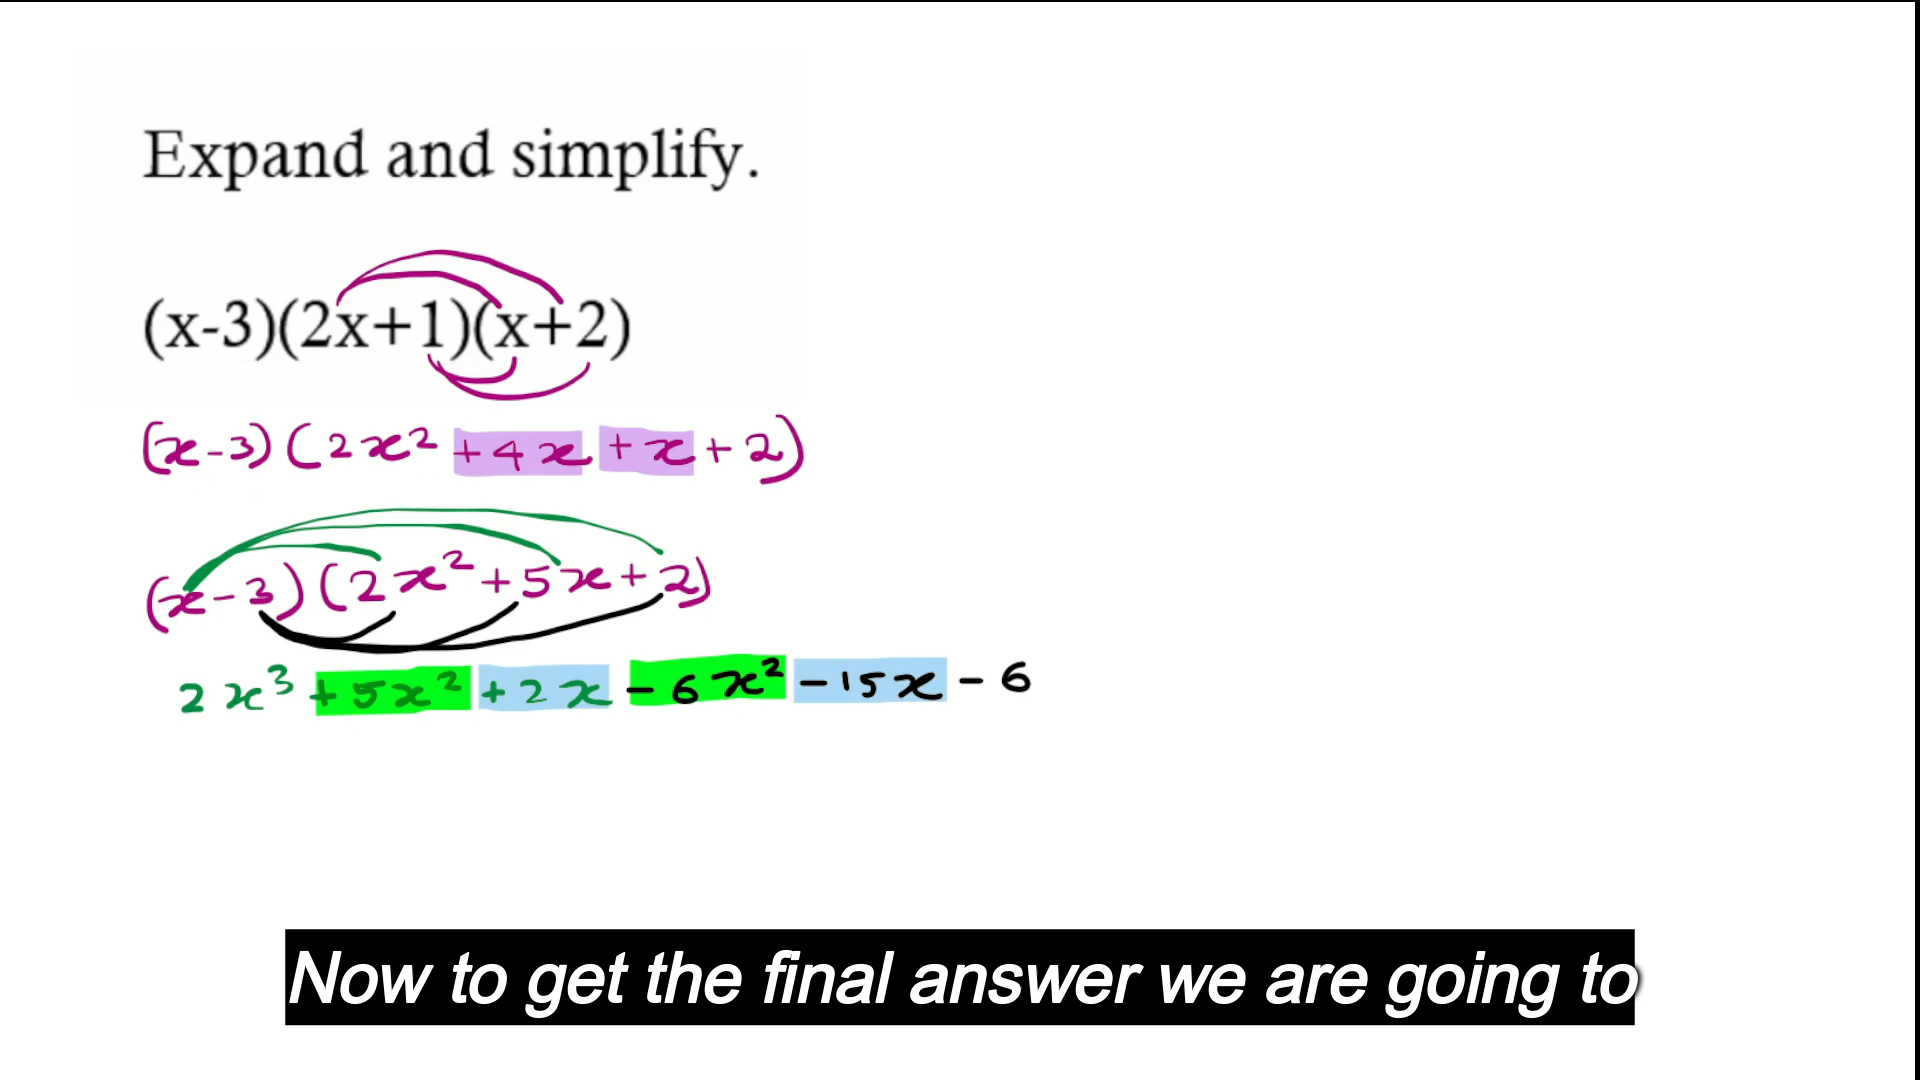 Expand and simplify.
(x-3)(2x+1)(x+2)
(x-3)(2x² +4x +x +2)
(x-3)(2x² +5x+2)
2x³ +5x² +2x -6x² -15x -6
Now to get the final answer we are going to